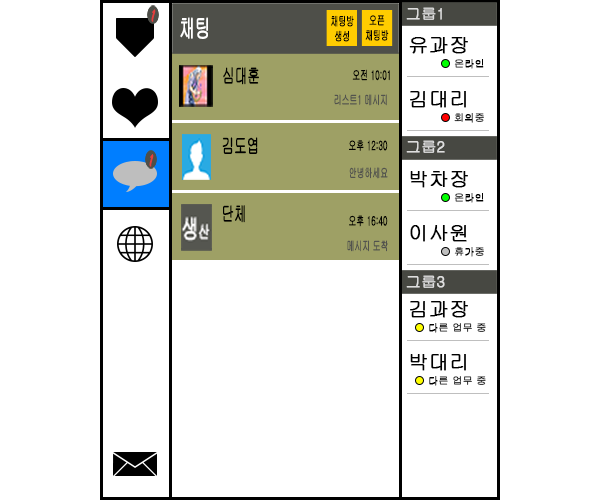 채팅
채팅방
생성
오픈
채팅방
심대훈
오전 10:01
리스트1 메시지
김도엽
오후 12:30
안녕하세요
생산
단체
오후 16:40
메시지 도착
그룹1
유과장
온라인
김대리
회의중
그룹2
박차장
온라인
이사원
휴가중
그룹3
김과장
다른 업무 중
박대리
다른 업무 중